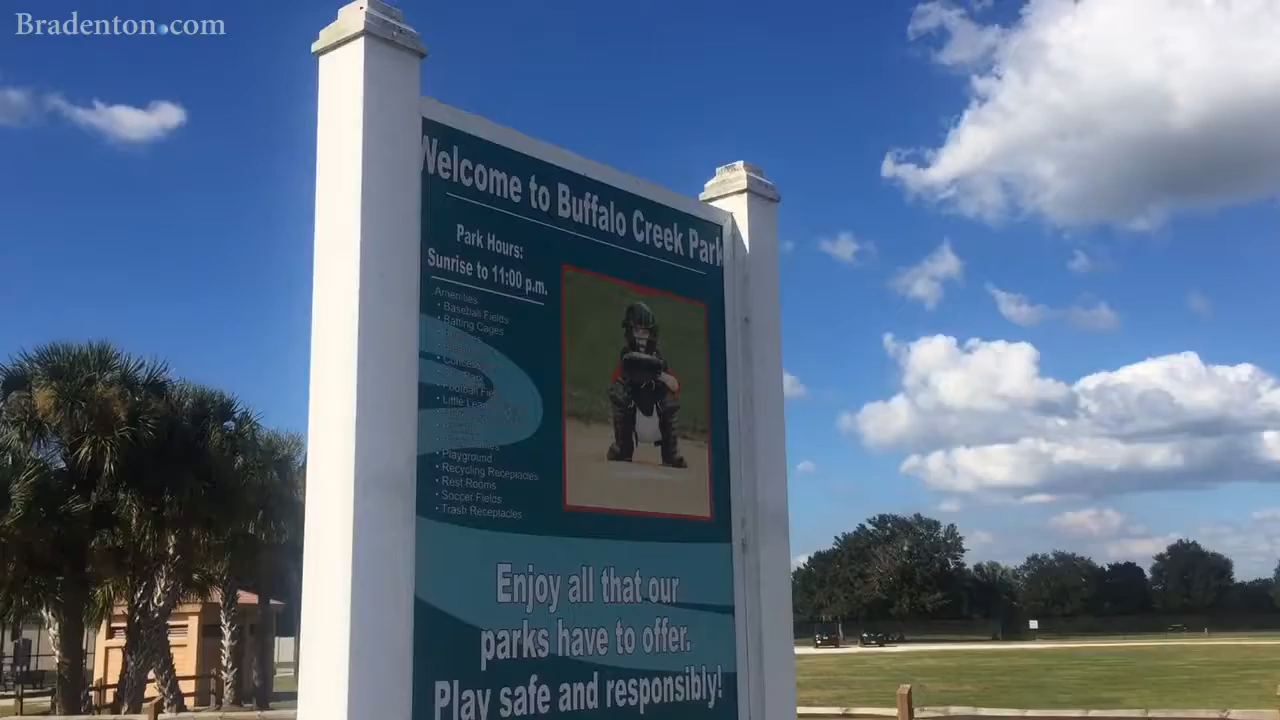 Bradenton.com
Welcome to Buffalo Creek Park
Park Hours:
Sunrise to 11:00 p.m.
Amenities
• Baseball Fields
• Batting Cages
• Football
• Little
• Playground
• Recycling Receptacles
• Rest Rooms
• Soccer Fields
• Trash Receptacles
Enjoy all that our
parks have to offer.
Play safe and responsibly!